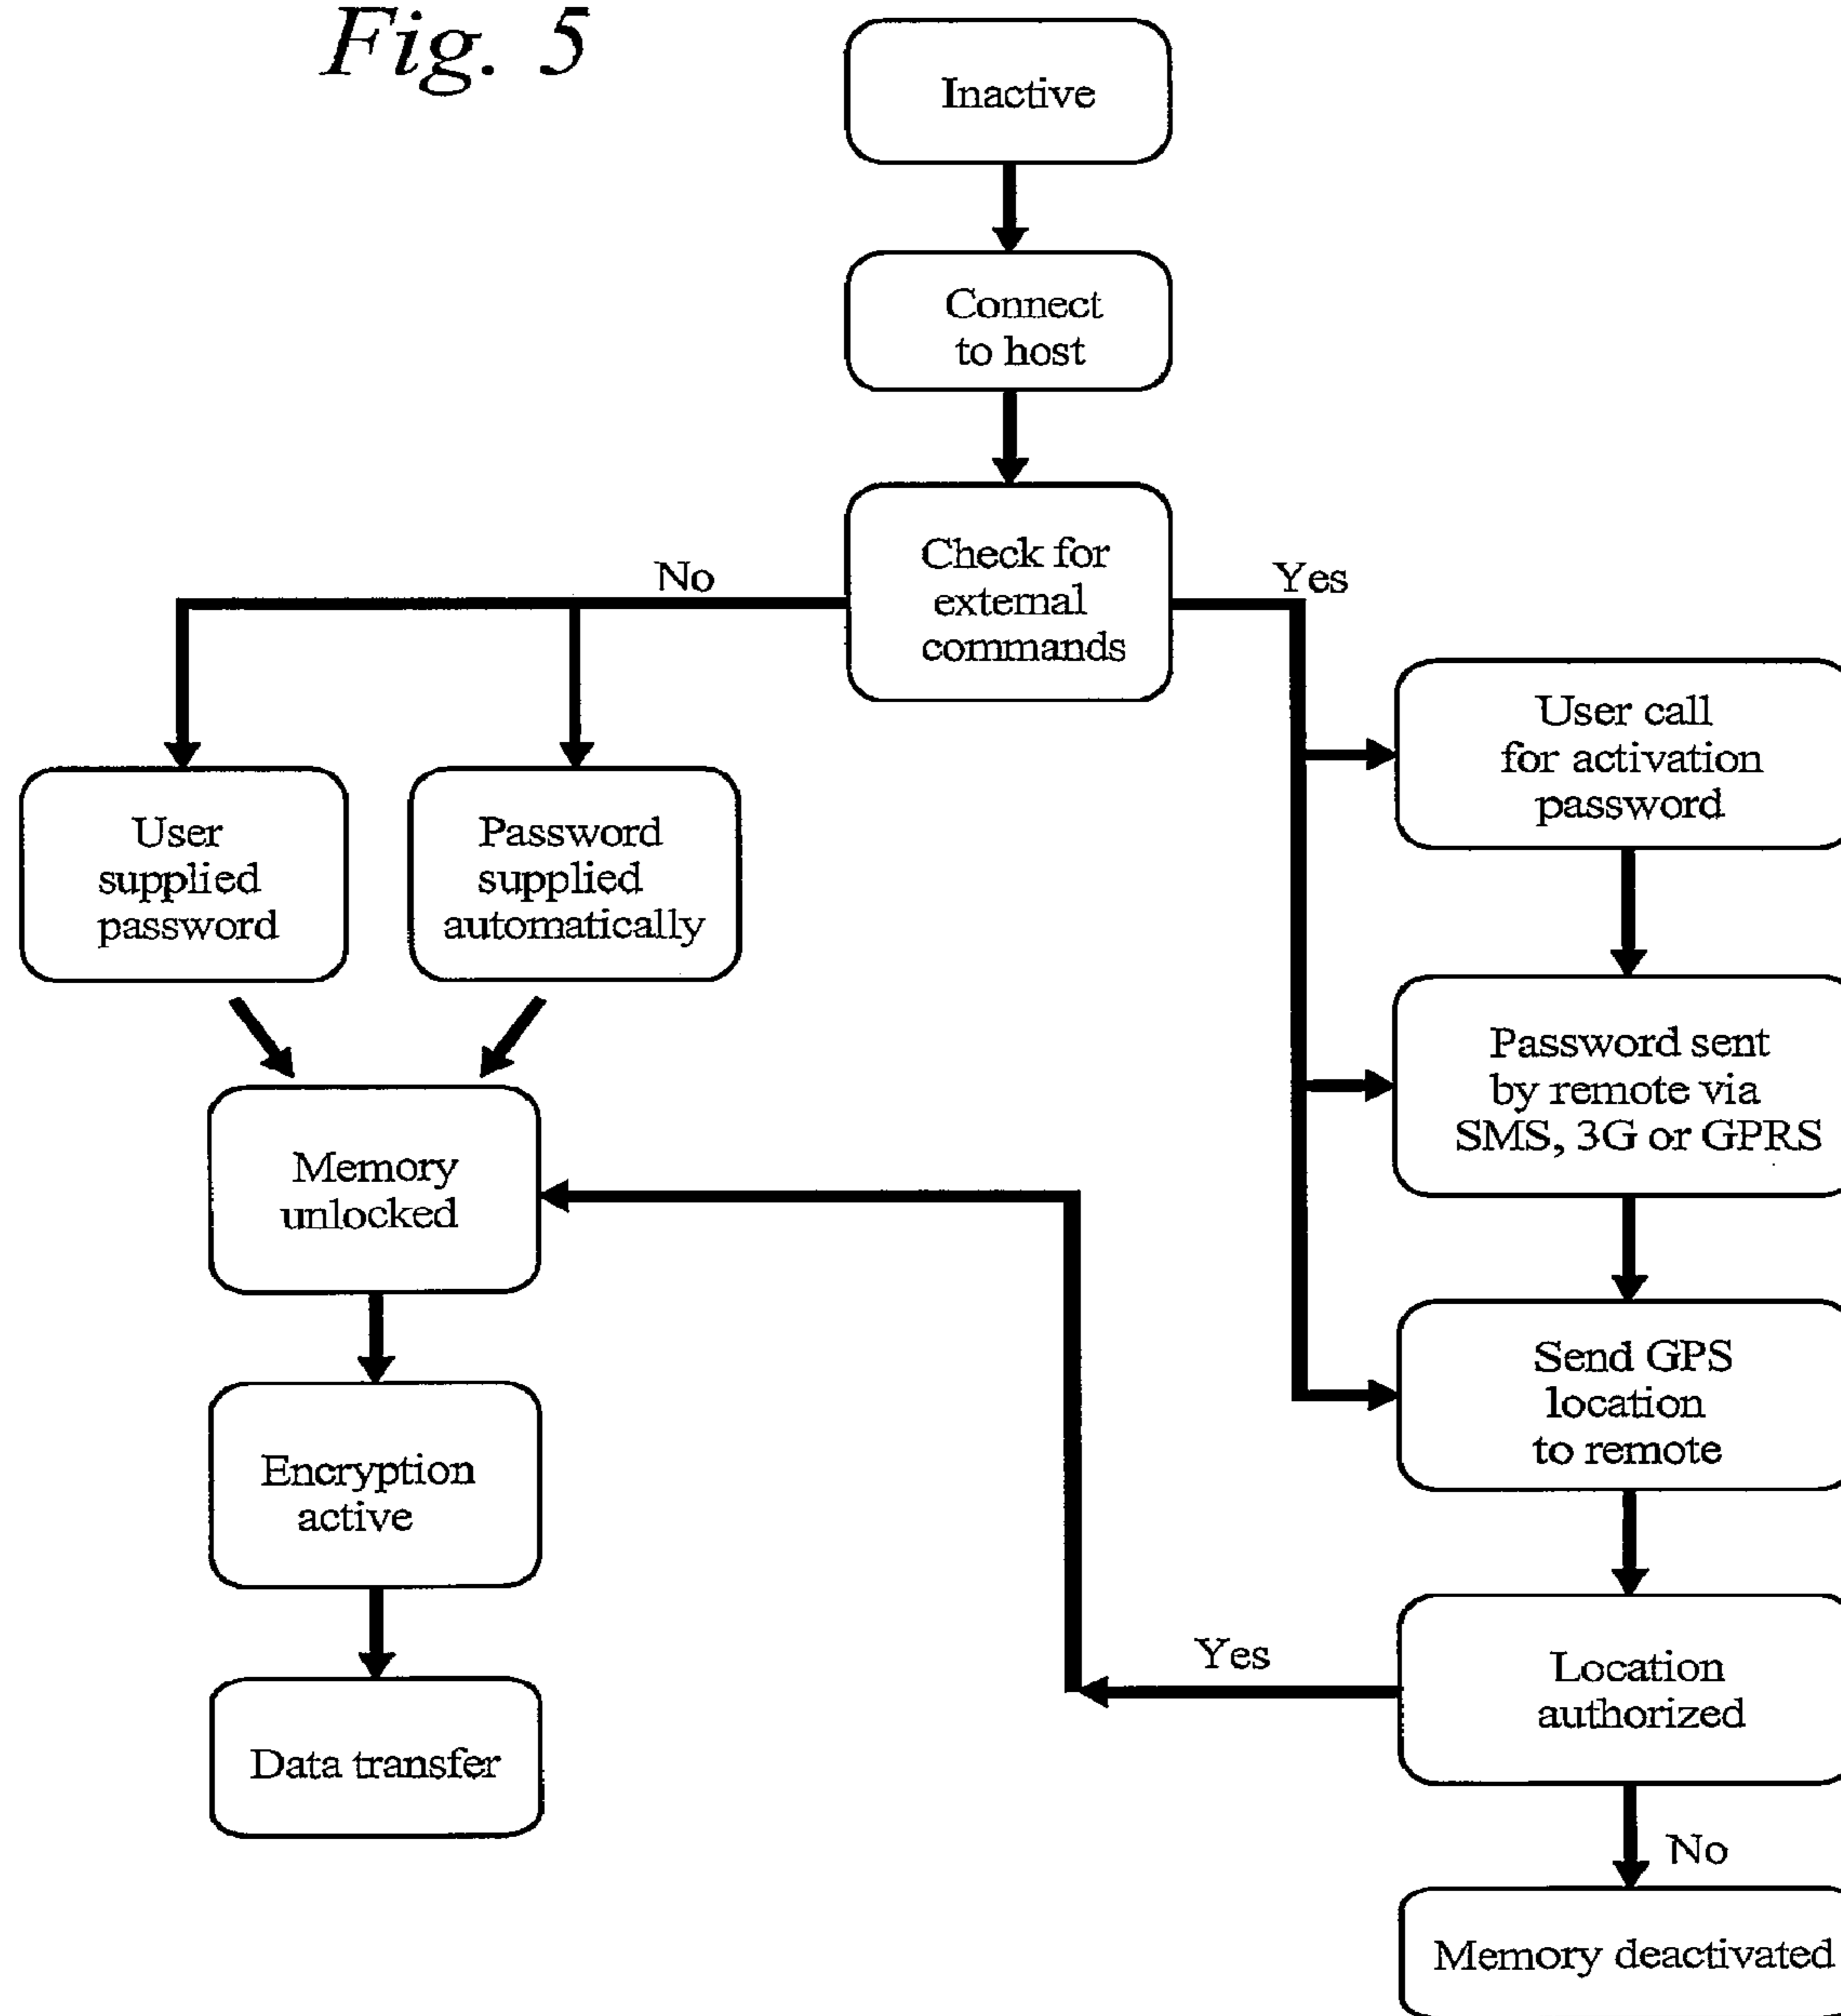 Fig. 5
Inactive
Connect
to host
Check for
external
commands
No
Yes
User call
for activation
password
User
supplied
password
Password
supplied
automatically
Password sent
by remote via
SMS, 3G or GPRS
Memory
unlocked
Send GPS
location
to remote
Encryption
active
Yes
Location
authorized
Data transfer
No
Memory deactivated